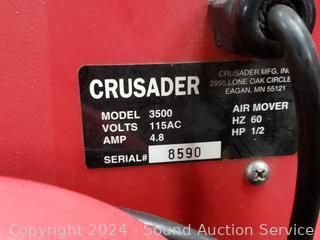 CRUSADER
CRUSADER MFG, INC
2955 LONE OAK CIRCLE
EAGAN, MN 55121
MODEL 3500
VOLTS 115AC
AMP 4.8
AIR MOVER
HZ 60
HP 1/2
SERIAL# 8590
Copyright © 2024 - Sound Auction Service